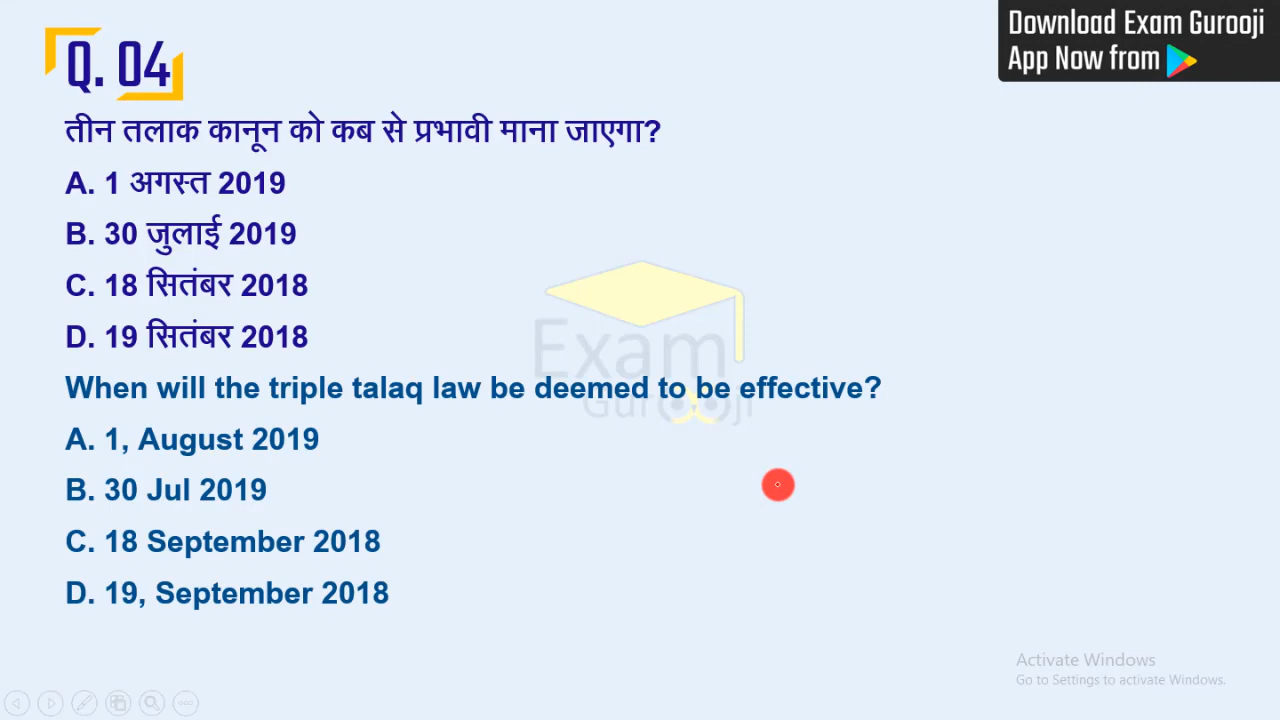 Download Exam Gurooji
App Now from
Q. 04
तीन तलाक कानून को कब से प्रभावी माना जाएगा?
A. 1 अगस्त 2019
B. 30 जुलाई 2019
C. 18 सितंबर 2018
D. 19 सितंबर 2018
Exam
Gurooji
When will the triple talaq law be deemed to be effective?
A. 1, August 2019
B. 30 Jul 2019
C. 18 September 2018
D. 19, September 2018
Activate Windows
Go to Settings to activate Windows.